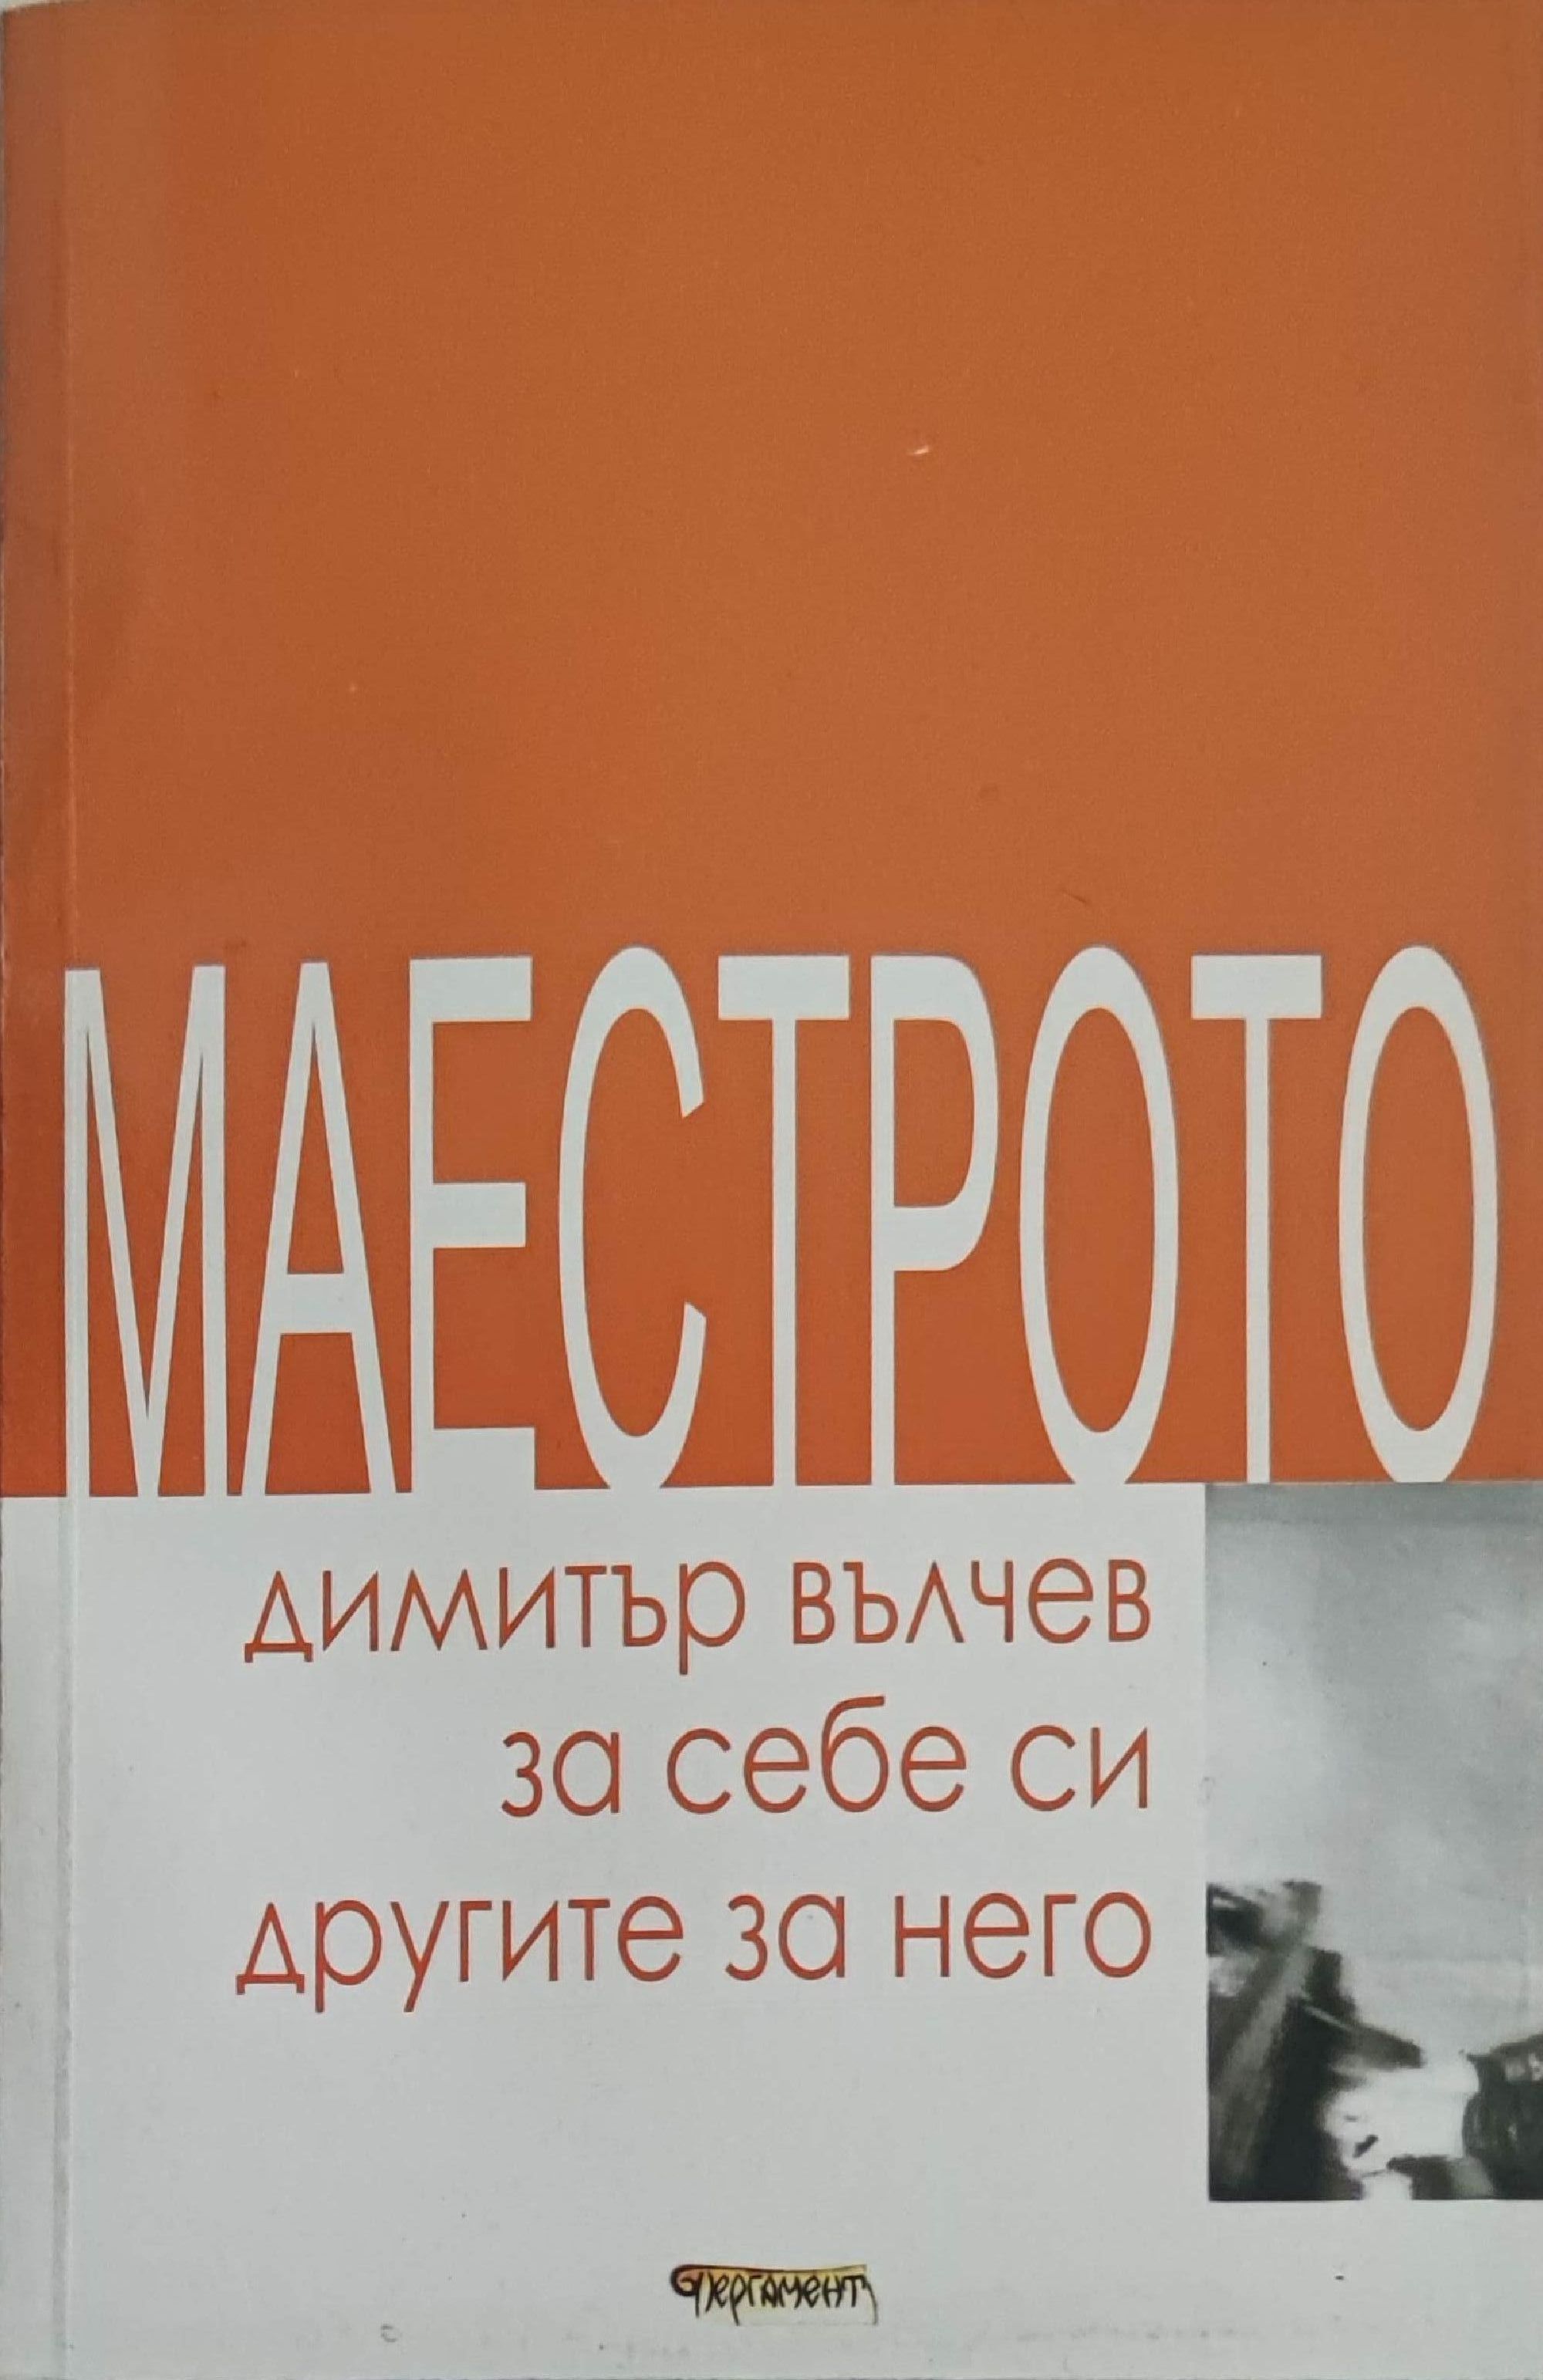 МАЕСТРОТО
димитър вълчев
за себе си
другите за него
Пергамент